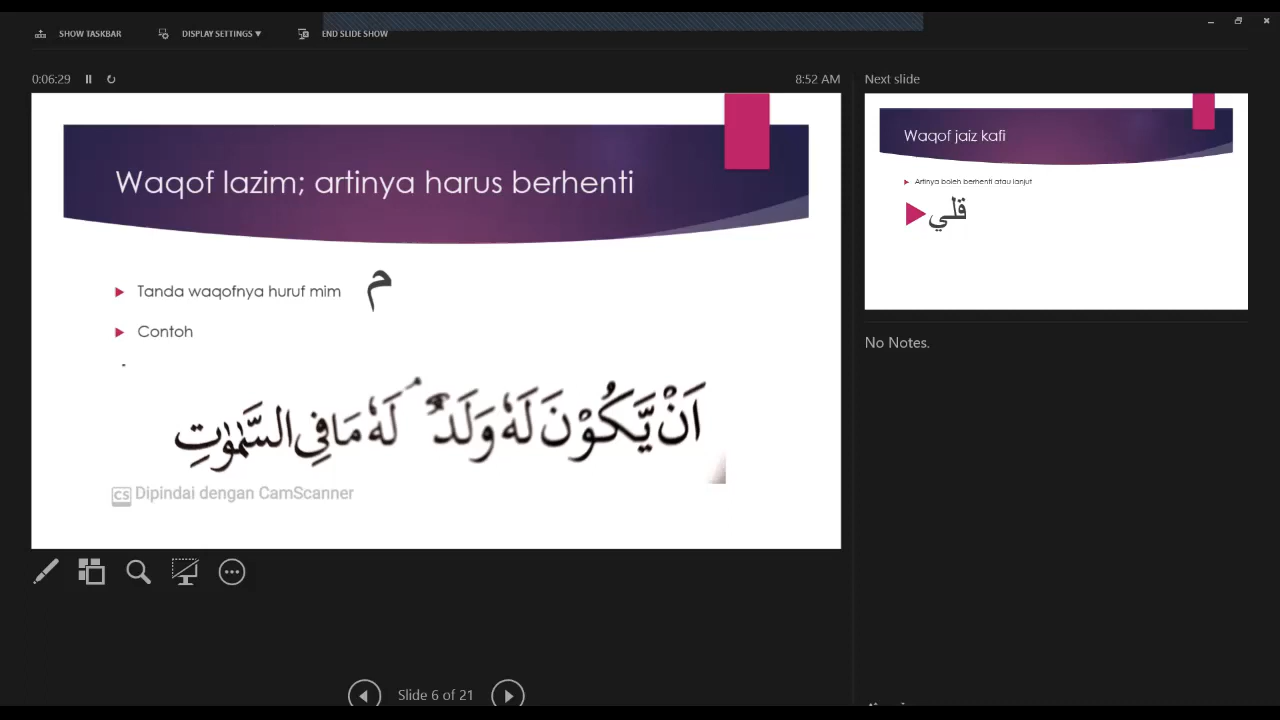 SHOW TASKBAR
DISPLAY SETTINGS ▼
END SLIDE SHOW
0:06:29
8:52 AM
Waqof lazim; artinya harus berhenti
Tanda waqofnya huruf mim م
Contoh
اَنْ يَّكُوْنَ لَهٗ وَلَدٌ ۘ لَهٗ مَا فِى السَّمٰوٰتِ
CS Dipindai dengan CamScanner
Slide 6 of 21
Next slide
Waqof jaiz kafi
Artinya boleh berhenti atau lanjut
قلي
No Notes.